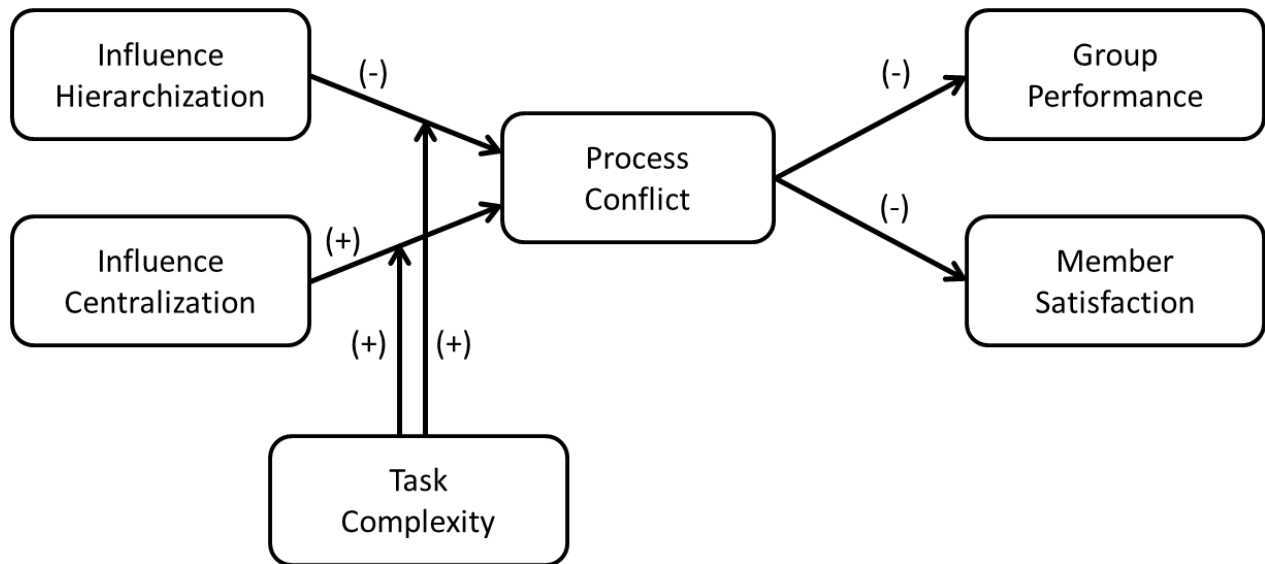 Influence
Hierarchization
(-)
Process
Conflict
(-)
Group
Performance
Influence
Centralization
(+)
(-)
Member
Satisfaction
(+)
(+)
Task
Complexity